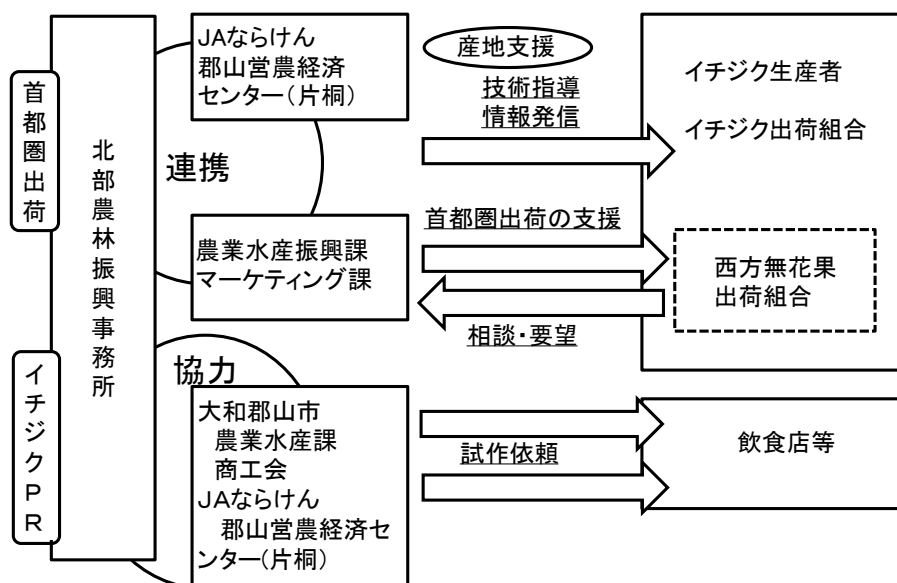 首都圏出荷
イチジクPR
北部農林振興事務所
連携
協力
JAならけん
郡山営農経済
センター(片桐)
農業水産振興課
マーケティング課
大和郡山市
農業水産課
商工会
JAならけん
郡山営農経済セ
ンター(片桐)
産地支援
技術指導
情報発信
首都圏出荷の支援
相談・要望
試作依頼
イチジク生産者
イチジク出荷組合
西方無花果
出荷組合
飲食店等